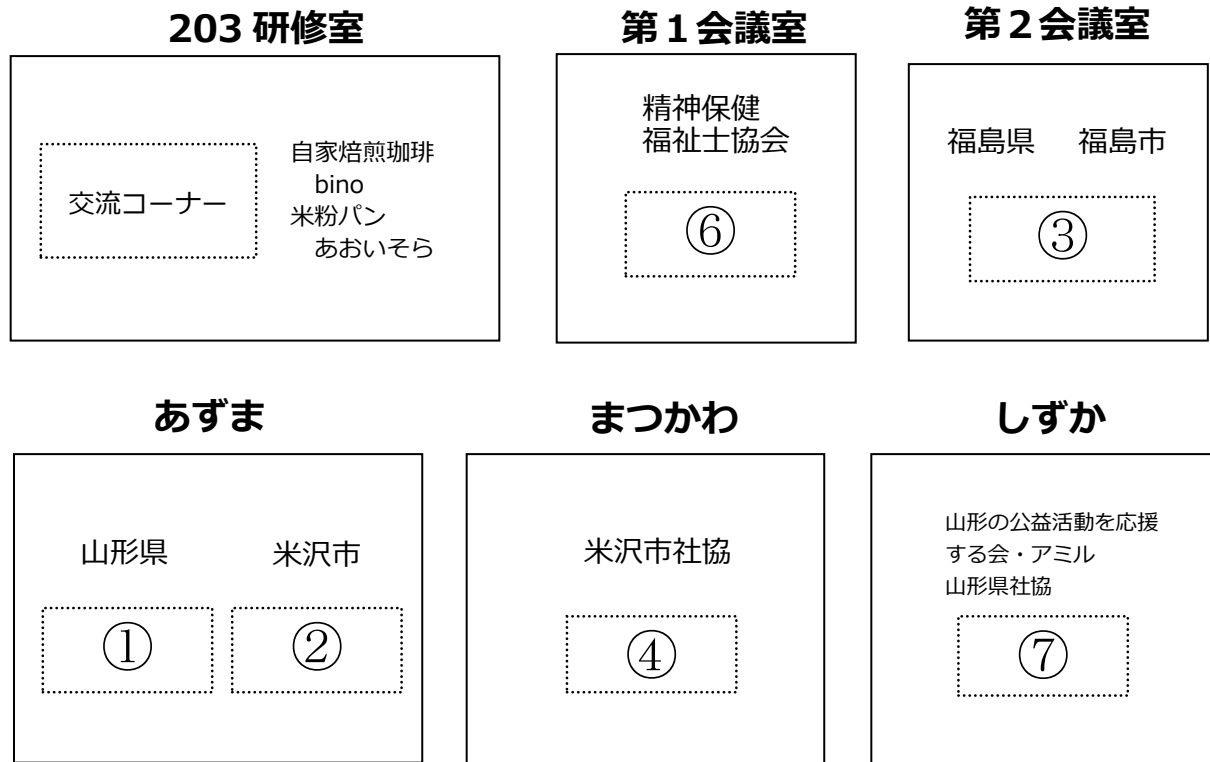 203 研修室
交流コーナー
自家焙煎珈琲
bino
米粉パン
あおいそら
第１会議室
精神保健
福祉士協会
⑥
第２会議室
福島県 福島市
③
あずま
山形県 米沢市
① ②
まつかわ
米沢市社協
④
しずか
山形の公益活動を応援
する会・アミル
山形県社協
⑦